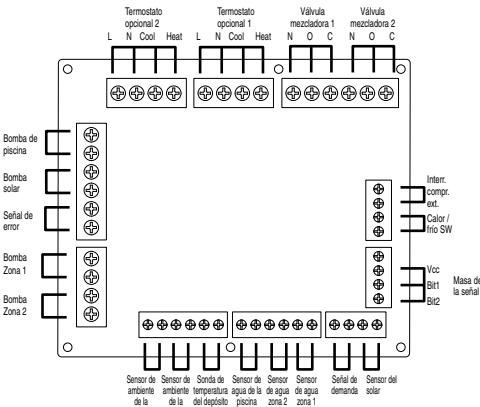 Termostato
opcional 2
Termostato
opcional 1
Válvula
mezcladora 1
Válvula
mezcladora 2
L N Cool Heat
L N Cool Heat
N O C
N O C
Bomba de
piscina
Bomba
solar
Señal de
error
Bomba
Zona 1
Bomba
Zona 2
Interr.
compr.
ext.
Calor /
frío SW
Vcc
Bit1
Bit2
Masa de
la señal
Sensor de
ambiente
de la
Sensor de
ambiente
de la
Sonda de
temperatura
del depósito
Sensor de
agua de la
piscina
Sensor
de agua
zona 2
Sensor
de agua
zona 1
Señal de
demanda
Sensor del
solar